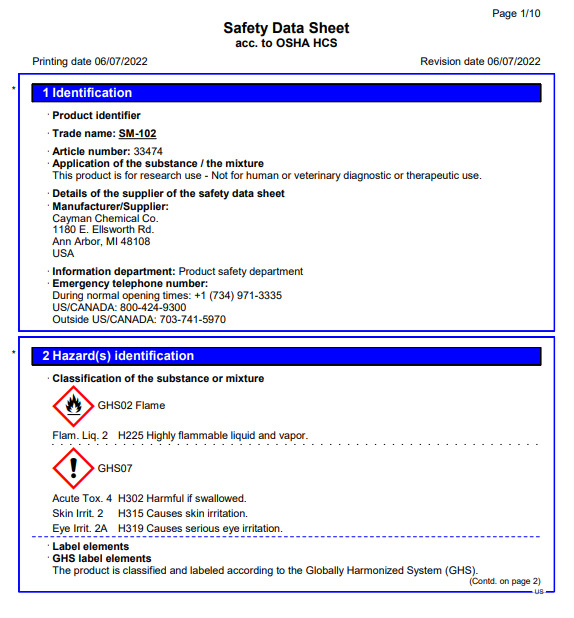 Page 1/10
Safety Data Sheet
acc. to OSHA HCS
Printing date 06/07/2022 Revision date 06/07/2022
* 1 Identification
· Product identifier
· Trade name: SM-102
· Article number: 33474
· Application of the substance / the mixture
This product is for research use - Not for human or veterinary diagnostic or therapeutic use.
· Details of the supplier of the safety data sheet
· Manufacturer/Supplier:
Cayman Chemical Co.
1180 E. Ellsworth Rd.
Ann Arbor, MI 48108
USA
· Information department: Product safety department
· Emergency telephone number:
During normal opening times: +1 (734) 971-3335
US/CANADA: 800-424-9300
Outside US/CANADA: 703-741-5970
* 2 Hazard(s) identification
· Classification of the substance or mixture
GHS02 Flame
Flam. Liq. 2 H225 Highly flammable liquid and vapor.
GHS07
Acute Tox. 4 H302 Harmful if swallowed.
Skin Irrit. 2 H315 Causes skin irritation.
Eye Irrit. 2A H319 Causes serious eye irritation.
· Label elements
· GHS label elements
The product is classified and labeled according to the Globally Harmonized System (GHS).
(Contd. on page 2)
US